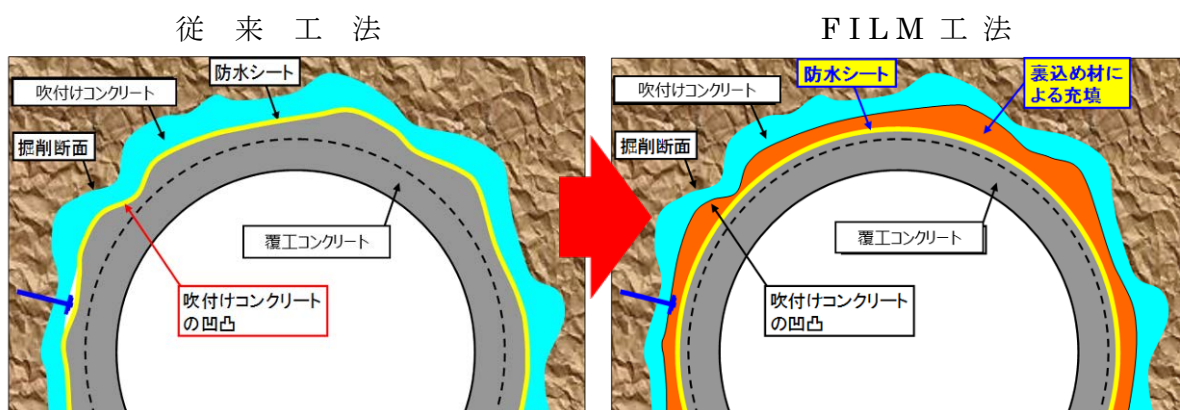 従来工法
防水シート
吹付けコンクリート
掘削断面
覆工コンクリート
吹付けコンクリート
の凹凸
FILM工法
防水シート
裏込め材に
よる充填
吹付けコンクリート
掘削断面
覆工コンクリート
吹付けコンクリート
の凹凸